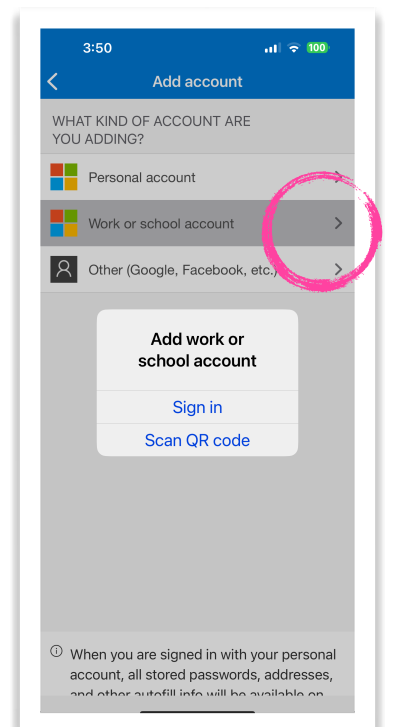 3:50
100
Add account
WHAT KIND OF ACCOUNT ARE
YOU ADDING?
Personal account
Work or school account
Other (Google, Facebook, etc.)
Add work or
school account
Sign in
Scan QR code
When you are signed in with your personal
account, all stored passwords, addresses,
and other autofill info will be available on